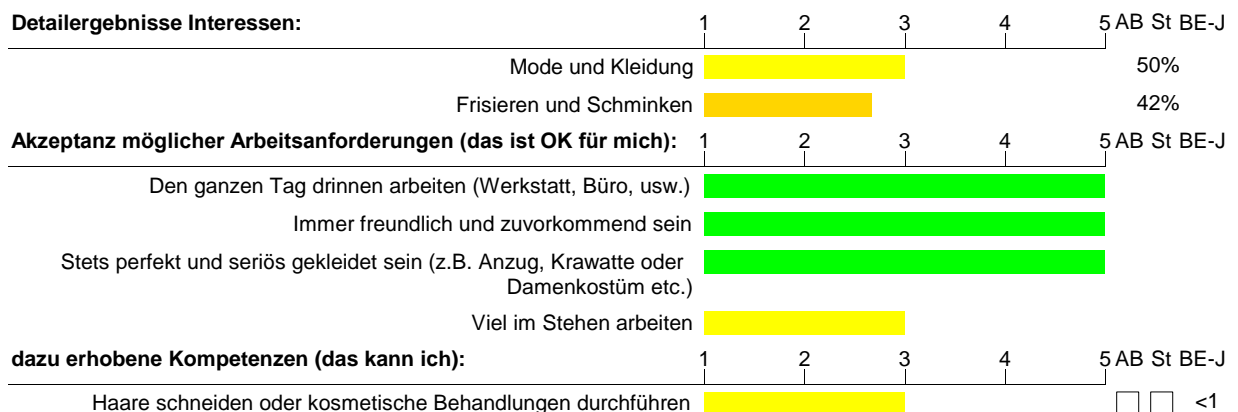 Detailergebnisse Interessen: 1 2 3 4 5 AB St BE-J
Mode und Kleidung 50%
Frisieren und Schminken 42%
Akzeptanz möglicher Arbeitsanforderungen (das ist OK für mich): 1 2 3 4 5 AB St BE-J
Den ganzen Tag drinnen arbeiten (Werkstatt, Büro, usw.)
Immer freundlich und zuvorkommend sein
Stets perfekt und seriös gekleidet sein (z.B. Anzug, Krawatte oder
Damenkostüm etc.)
Viel im Stehen arbeiten
dazu erhobene Kompetenzen (das kann ich): 1 2 3 4 5 AB St BE-J
Haare schneiden oder kosmetische Behandlungen durchführen <1